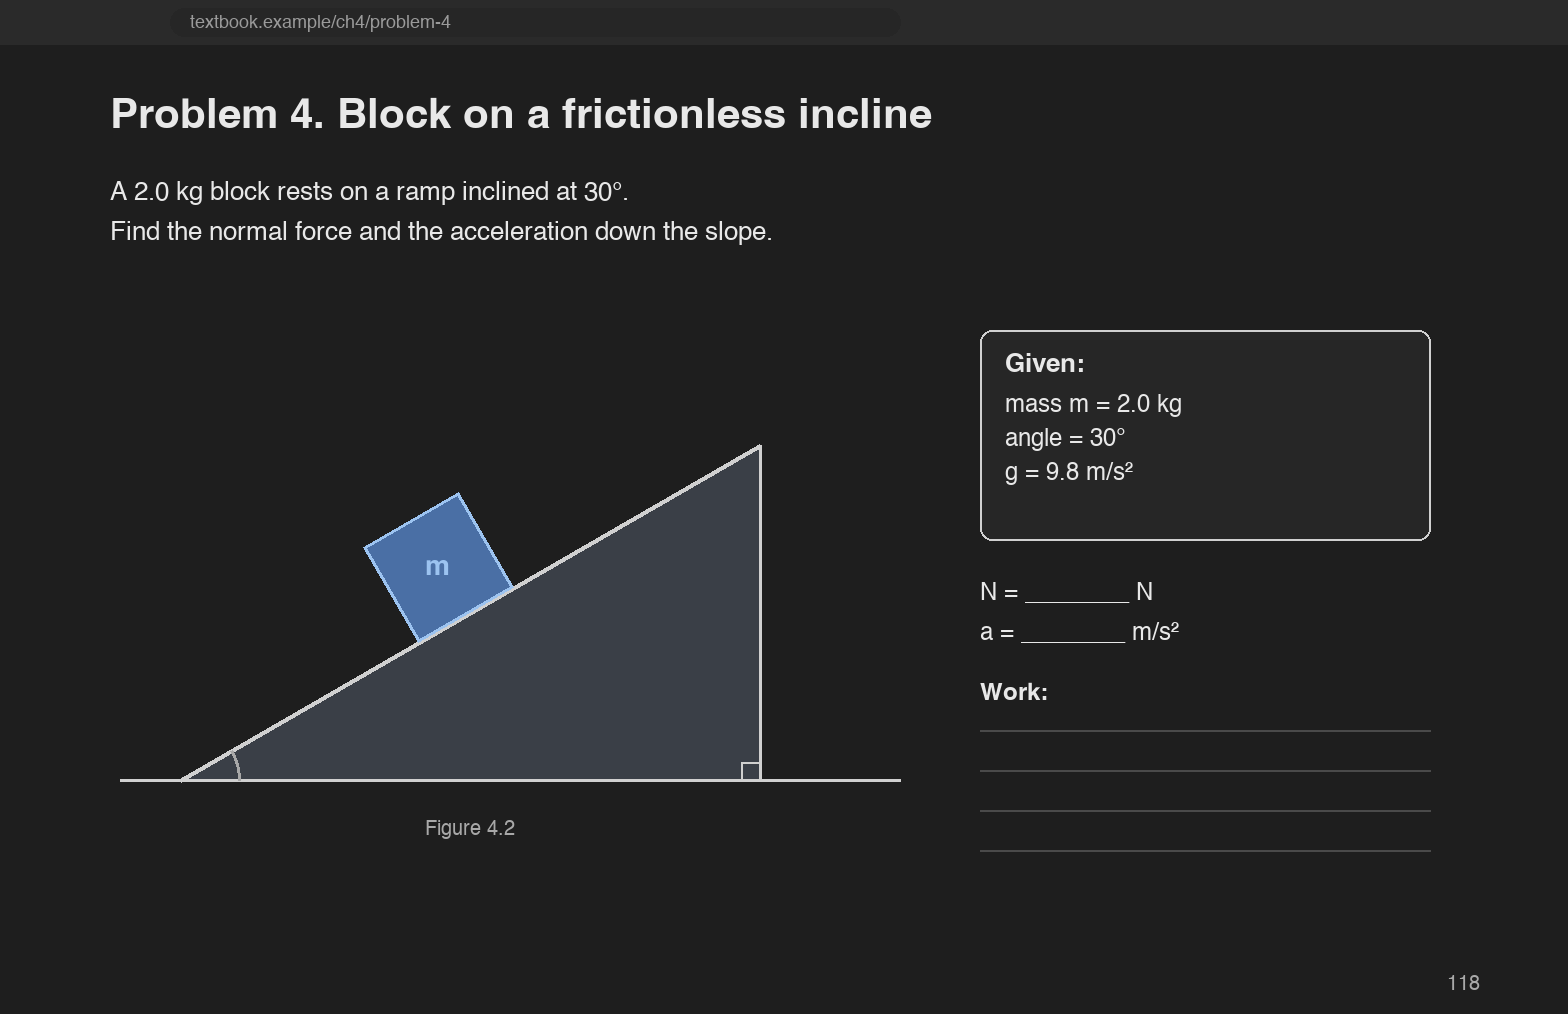 textbook.example/ch4/problem-4
Problem 4. Block on a frictionless incline
A 2.0 kg block rests on a ramp inclined at 30°.
Find the normal force and the acceleration down the slope.
m
Figure 4.2
Given:
mass m = 2.0 kg
angle = 30°
g = 9.8 m/s²
N = ________ N
a = ________ m/s²
Work:
118